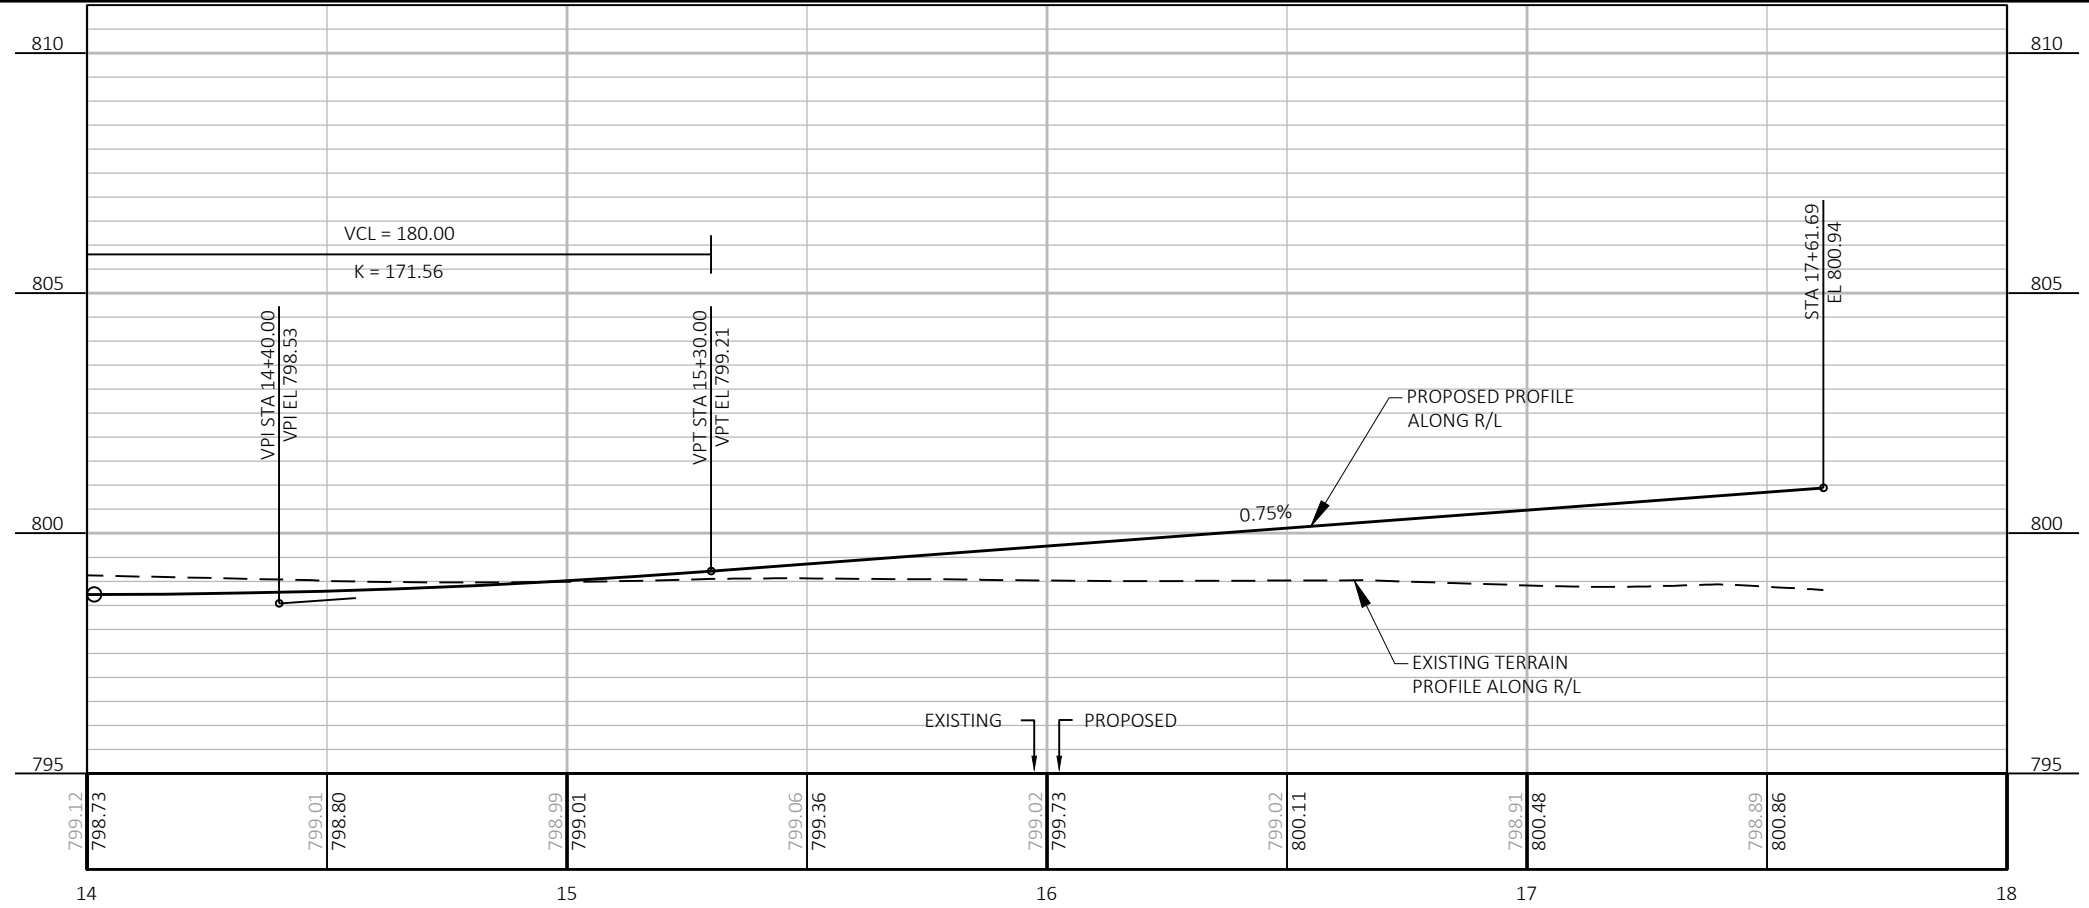 810
810
VCL = 180.00
K = 171.56
805
805
VPI STA 14+40.00
VPI EL 798.53
VPT STA 15+30.00
VPT EL 799.21
STA 17+61.69
EL 800.94
PROPOSED PROFILE
ALONG R/L
0.75%
800
800
EXISTING TERRAIN
PROFILE ALONG R/L
EXISTING
PROPOSED
795
795
799.12
798.73
799.01
798.80
798.99
799.01
799.06
799.36
799.02
799.73
799.02
800.11
798.91
800.48
798.89
800.86
14
15
16
17
18